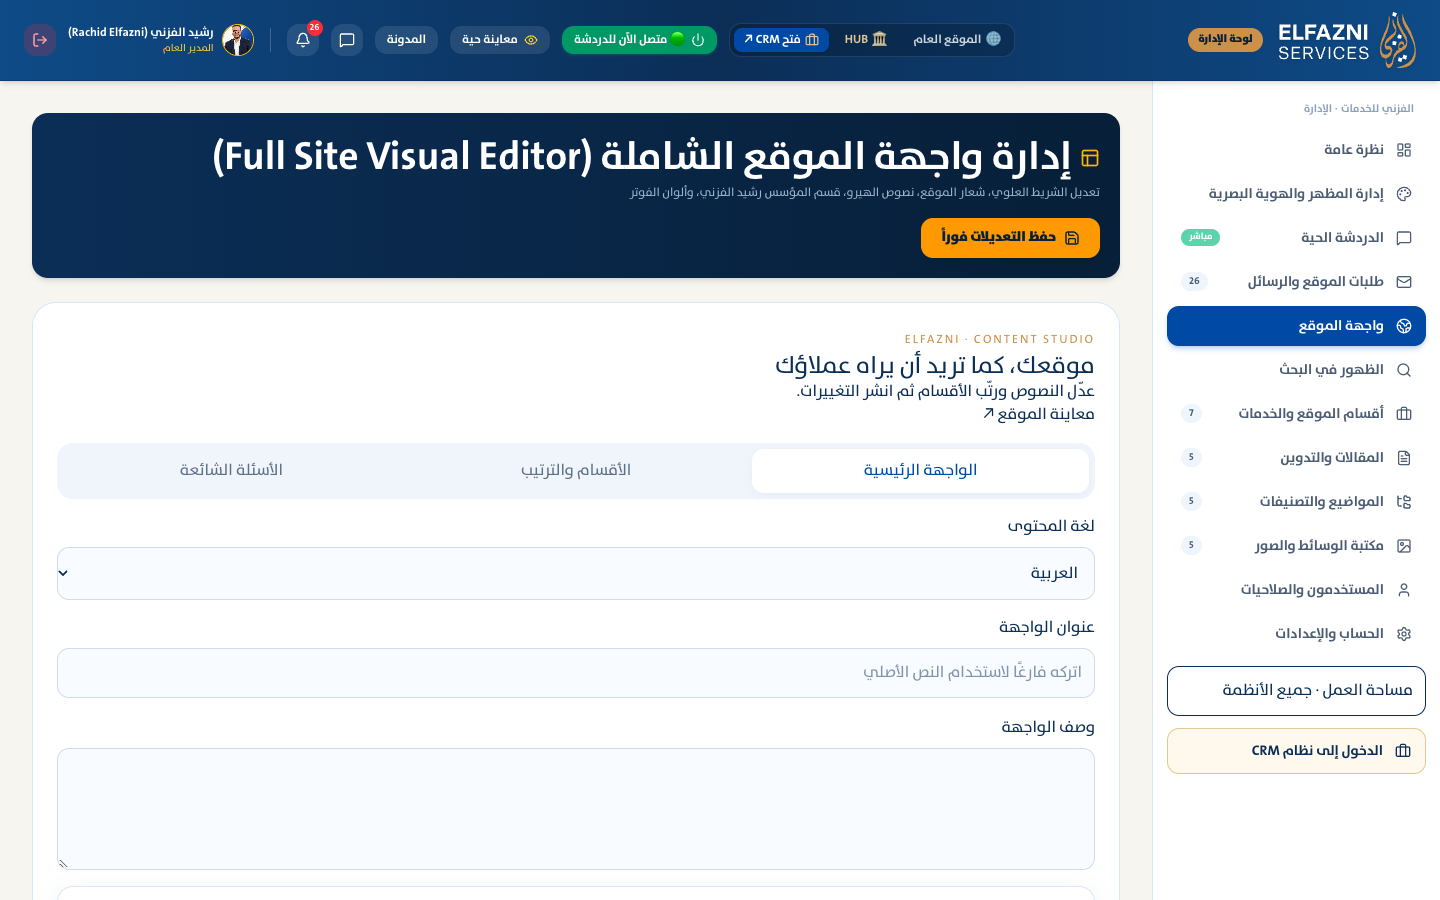 ELFAZNI
SERVICES
لوحة الإدارة
الموقع العام
HUB
فتح CRM ↗
متصل الآن للدردشة
معاينة حية
المدونة
26
رشيد الفزني (Rachid Elfazni)
المدير العام
الفزني للخدمات · الإدارة
نظرة عامة
إدارة المظهر والهوية البصرية
الدردشة الحية
مباشر
طلبات الموقع والرسائل
26
واجهة الموقع
الظهور في البحث
أقسام الموقع والخدمات
7
المقالات والتدوين
5
المواضيع والتصنيفات
5
مكتبة الوسائط والصور
5
المستخدمون والصلاحيات
الحساب والإعدادات
مساحة العمل · جميع الأنظمة
الدخول إلى نظام CRM
إدارة واجهة الموقع الشاملة (Full Site Visual Editor)
تعديل الشريط العلوي، شعار الموقع، نصوص الهيرو، قسم المؤسس رشيد الفزني، وألوان الفوتر
حفظ التعديلات فوراً
ELFAZNI · CONTENT STUDIO
موقعك، كما تريد أن يراه عملاؤك
عدّل النصوص ورتّب الأقسام ثم انشر التغييرات.
معاينة الموقع ↗
الواجهة الرئيسية
الأقسام والترتيب
الأسئلة الشائعة
لغة المحتوى
العربية
عنوان الواجهة
اتركه فارغًا لاستخدام النص الأصلي
وصف الواجهة